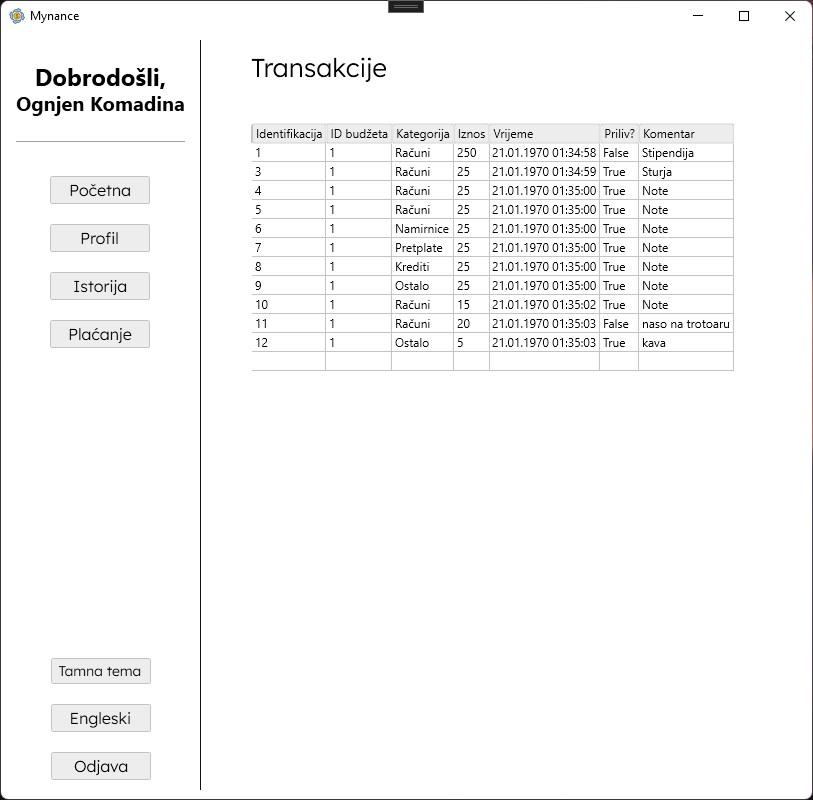 Mynance
Dobrodošli,
Ognjen Komadina
Početna
Profil
Istorija
Plaćanje
Tamna tema
Engleski
Odjava
Transakcije
Identifikacija ID budžeta Kategorija Iznos Vrijeme Priliv? Komentar
1 1 Računi 250 21.01.1970 01:34:58 False Stipendija
3 1 Računi 25 21.01.1970 01:34:59 True Sturja
4 1 Računi 25 21.01.1970 01:35:00 True Note
5 1 Računi 25 21.01.1970 01:35:00 True Note
6 1 Namirnice 25 21.01.1970 01:35:00 True Note
7 1 Pretplate 25 21.01.1970 01:35:00 True Note
8 1 Krediti 25 21.01.1970 01:35:00 True Note
9 1 Ostalo 25 21.01.1970 01:35:00 True Note
10 1 Računi 15 21.01.1970 01:35:02 True Note
11 1 Računi 20 21.01.1970 01:35:03 False naso na trotoaru
12 1 Ostalo 5 21.01.1970 01:35:03 True kava